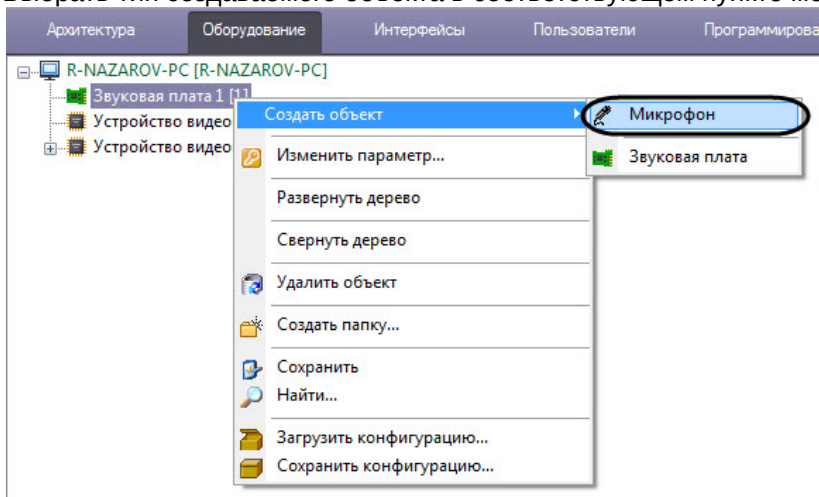 Архитектура Оборудование Интерфейсы Пользователи Программирова
R-NAZAROV-PC [R-NAZAROV-PC]
Звуковая плата 1 [1]
Устройство видео
Устройство видео
Создать объект
Изменить параметр...
Развернуть дерево
Свернуть дерево
Удалить объект
Создать папку...
Сохранить
Найти...
Загрузить конфигурацию...
Сохранить конфигурацию...
Микрофон
Звуковая плата